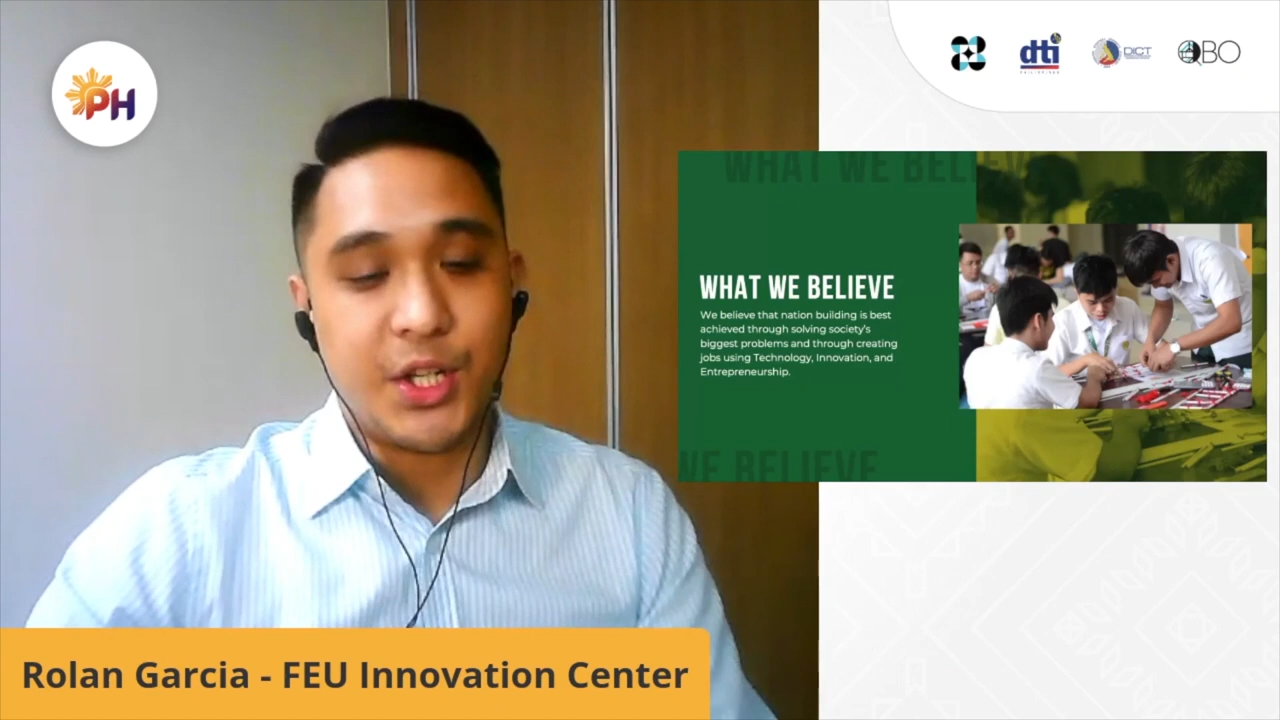 PH
dti
PHILIPPINES
DICT
QBO
WHAT WE BELIEVE
WHAT WE BELIEVE
We believe that nation building is best
achieved through solving society's
biggest problems and through creating
jobs using Technology, Innovation, and
Entrepreneurship.
WE BELIEVE
Rolan Garcia - FEU Innovation Center